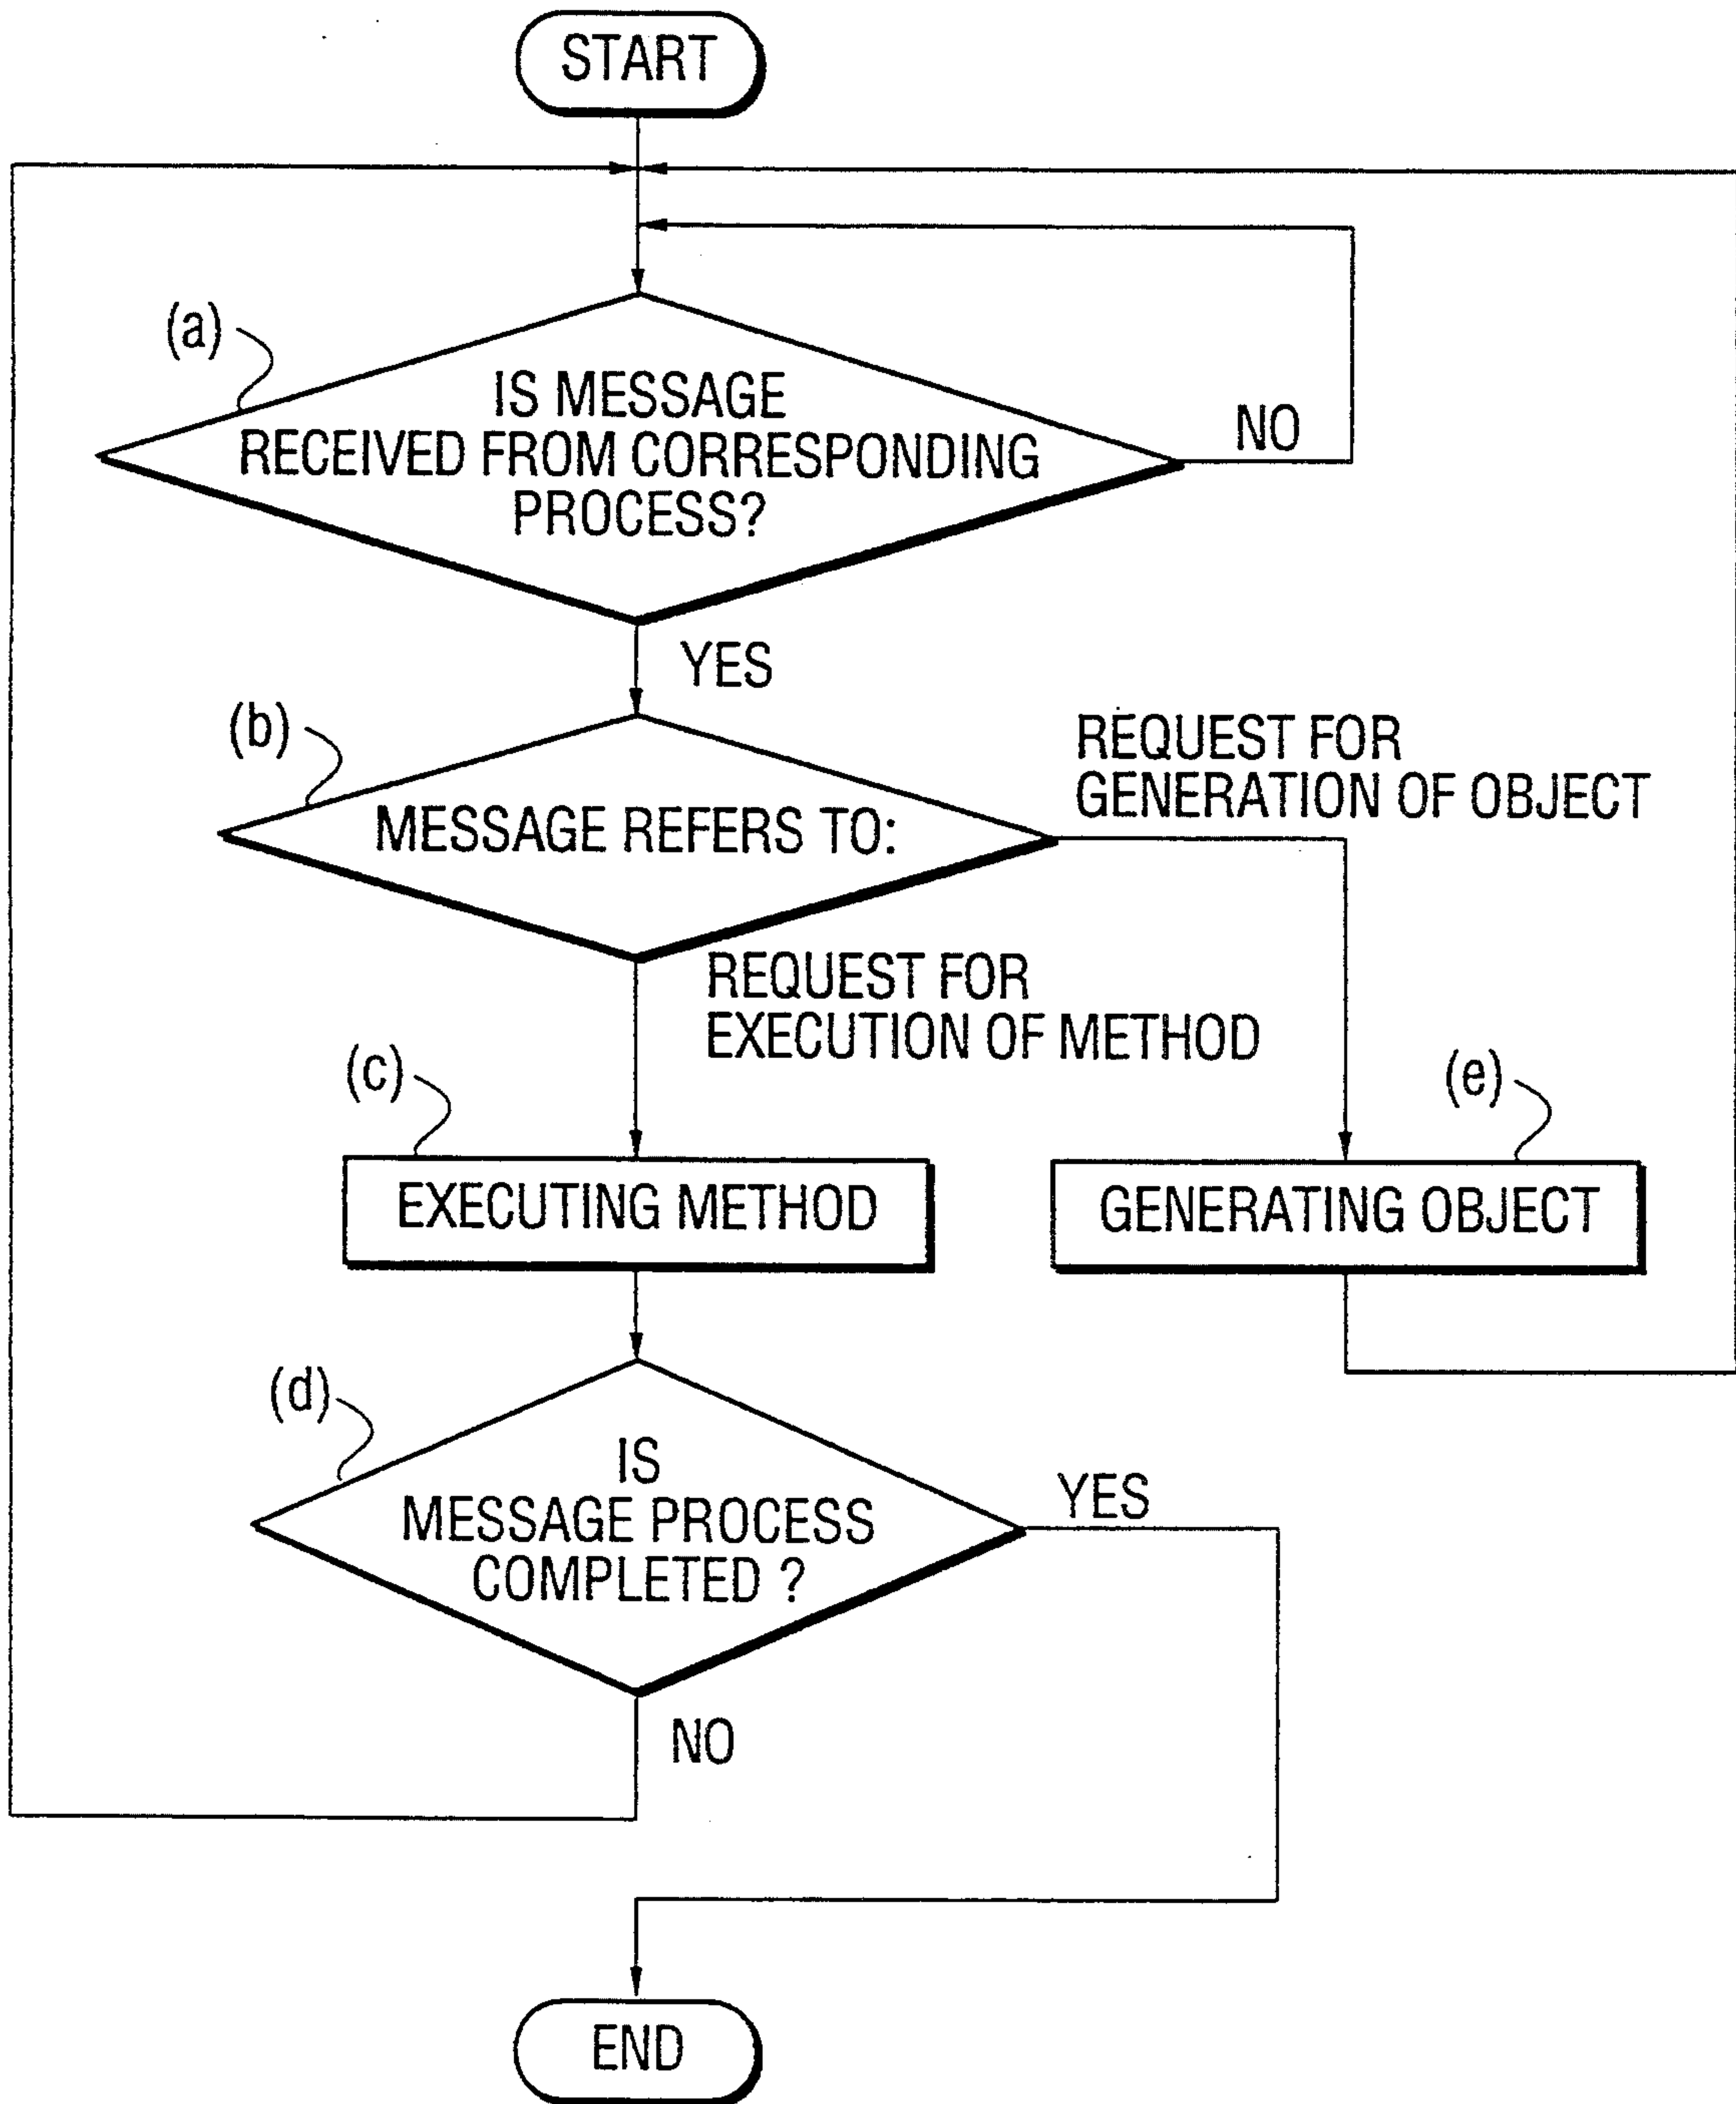 START
(a)
IS MESSAGE
RECEIVED FROM CORRESPONDING
PROCESS?
NO
YES
(b)
MESSAGE REFERS TO:
REQUEST FOR
GENERATION OF OBJECT
REQUEST FOR
EXECUTION OF METHOD
(c)
EXECUTING METHOD
(e)
GENERATING OBJECT
(d)
IS
MESSAGE PROCESS
COMPLETED ?
YES
NO
END